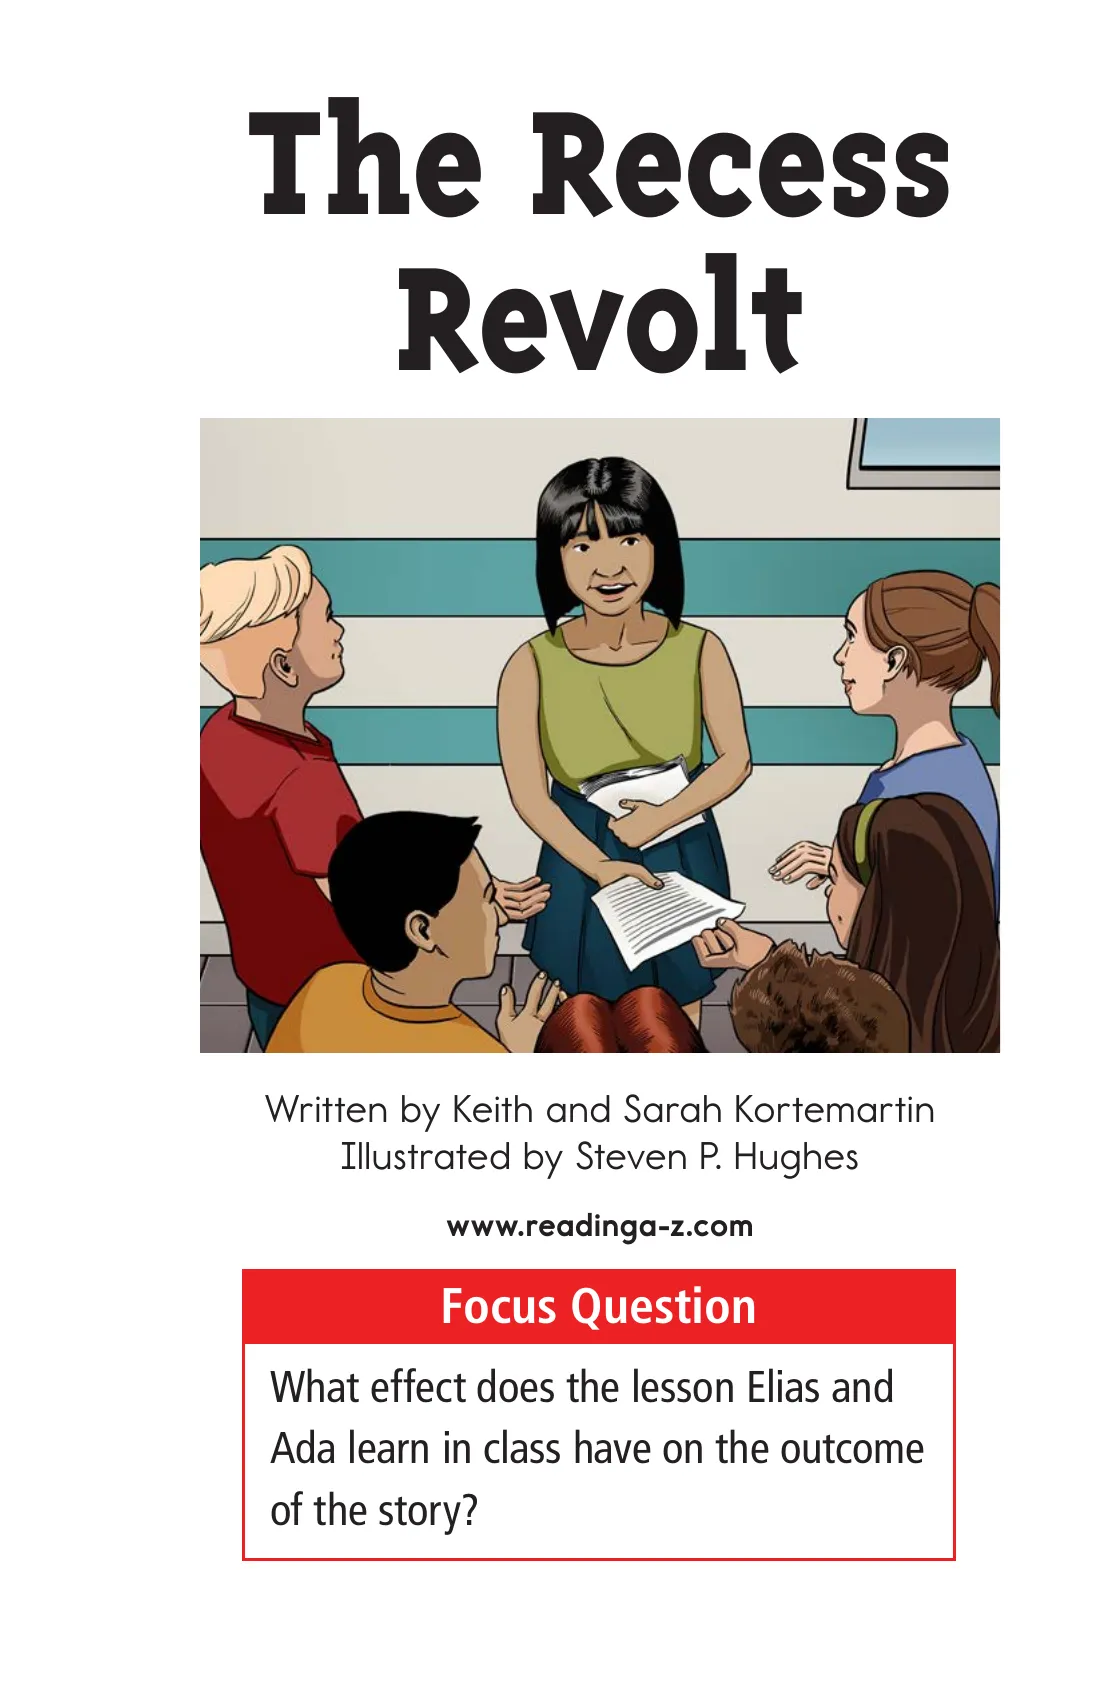 The Recess
Revolt
Written by Keith and Sarah Kortemartin
Illustrated by Steven P. Hughes
www.readinga-z.com
Focus Question
What effect does the lesson Elias and
Ada learn in class have on the outcome
of the story?